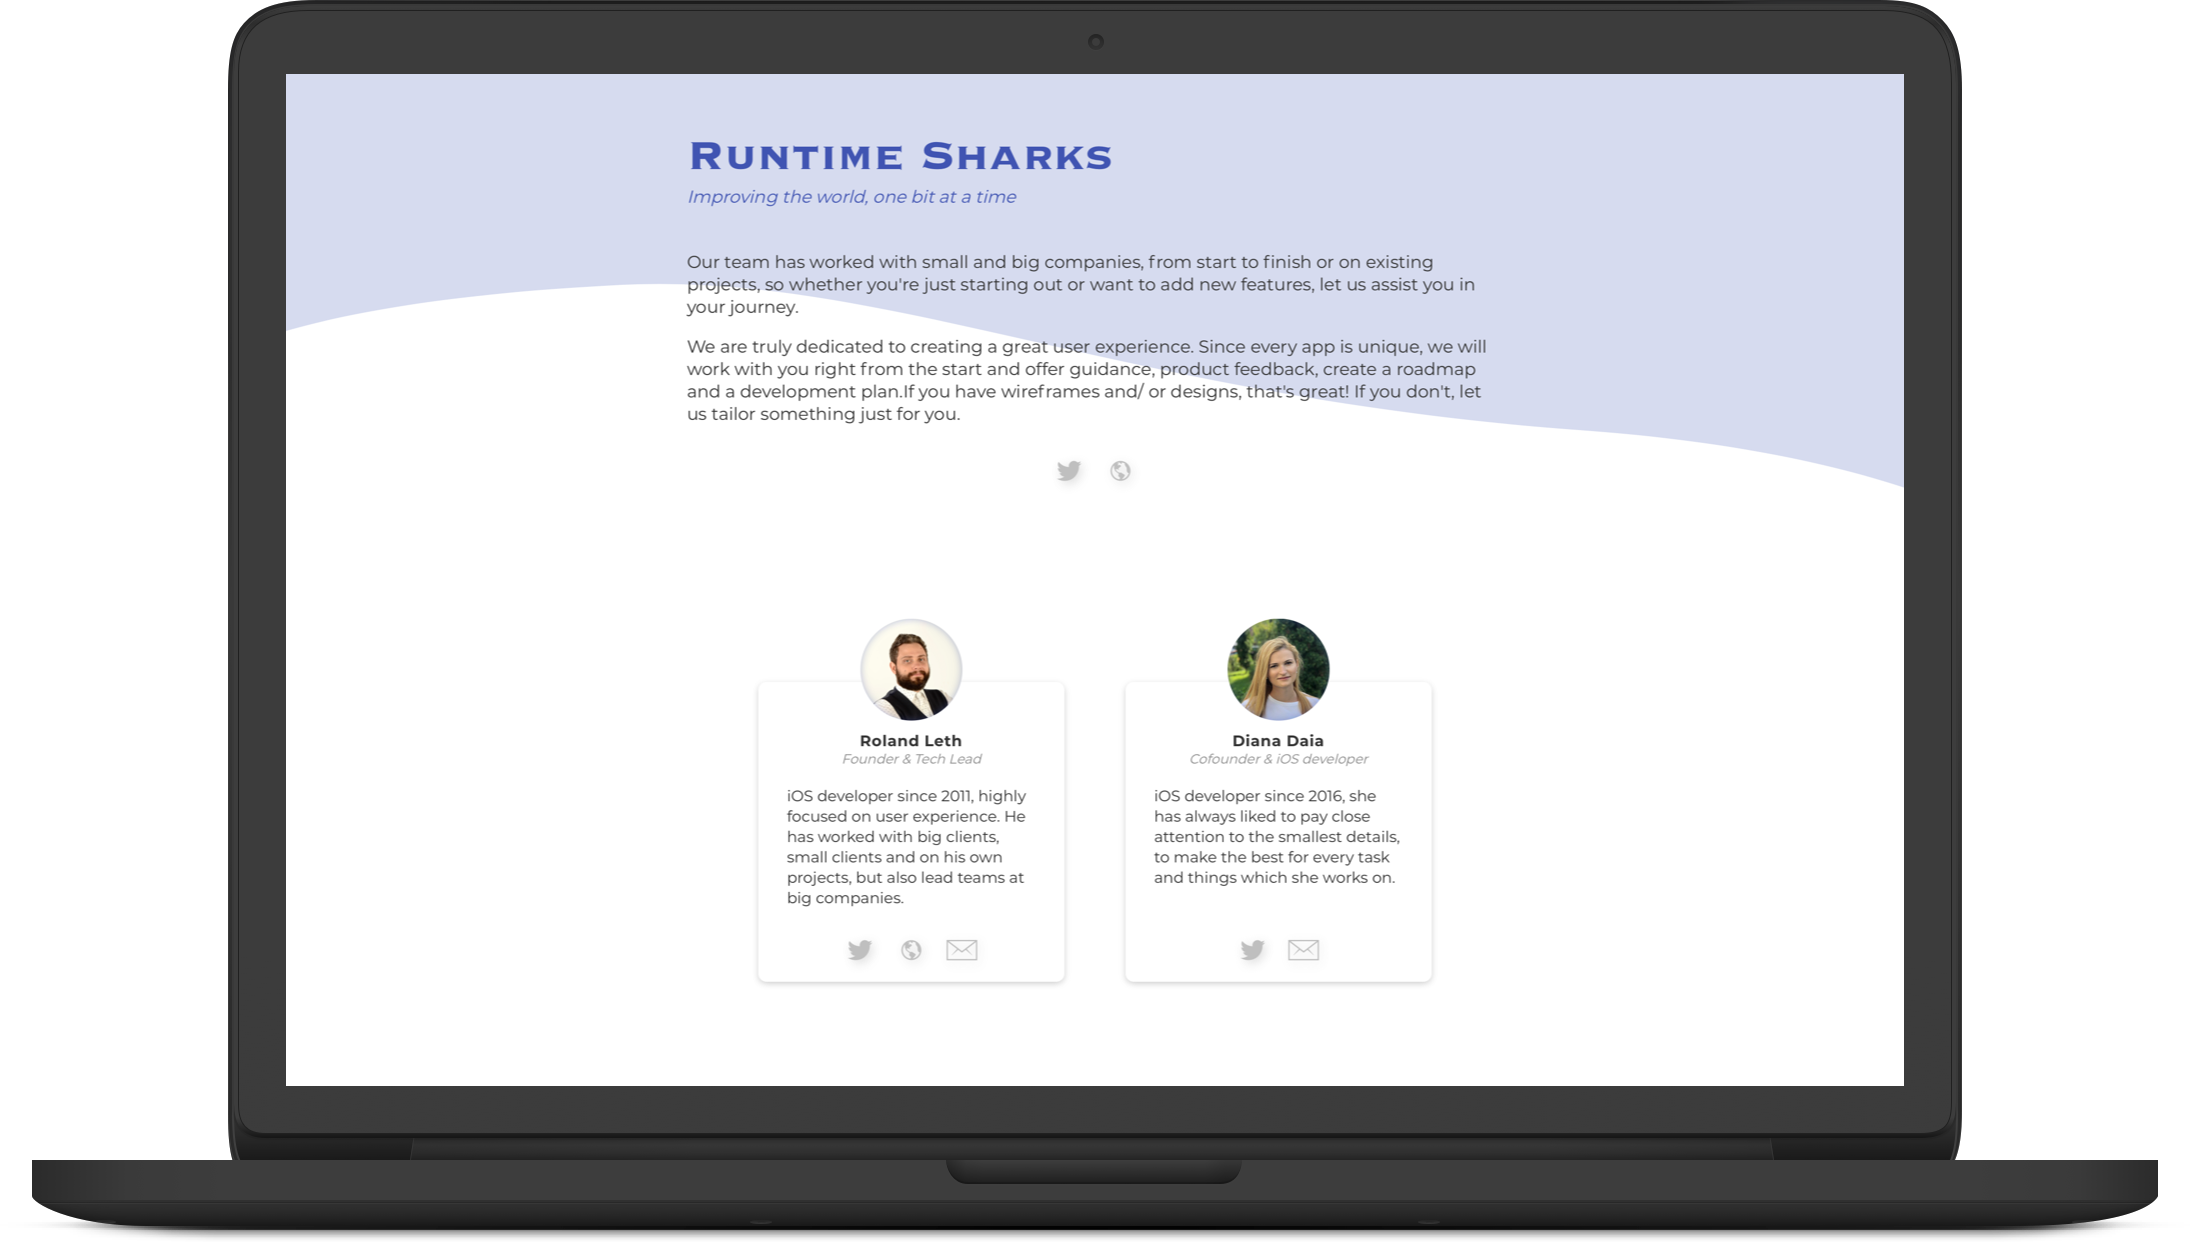 Runtime Sharks
Improving the world, one bit at a time
Our team has worked with small and big companies, from start to finish or on existing
projects, so whether you're just starting out or want to add new features, let us assist you in
your journey.
We are truly dedicated to creating a great user experience. Since every app is unique, we will
work with you right from the start and offer guidance, product feedback, create a roadmap
and a development plan.If you have wireframes and/ or designs, that's great! If you don't, let
us tailor something just for you.
Roland Leth
Founder & Tech Lead
iOS developer since 2011, highly
focused on user experience. He
has worked with big clients,
small clients and on his own
projects, but also lead teams at
big companies.
Diana Daia
Cofounder & iOS developer
iOS developer since 2016, she
has always liked to pay close
attention to the smallest details,
to make the best for every task
and things which she works on.